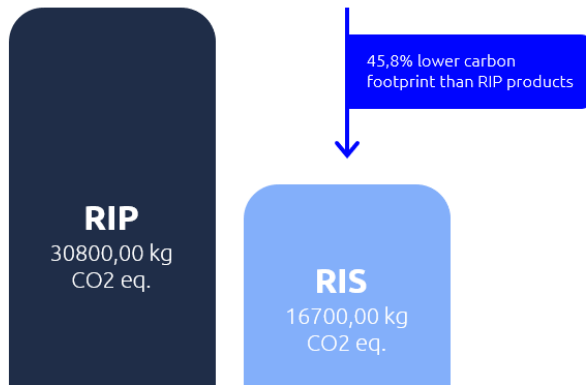 45,8% lower carbon
footprint than RIP products
RIP
30800,00 kg
CO2 eq.
RIS
16700,00 kg
CO2 eq.